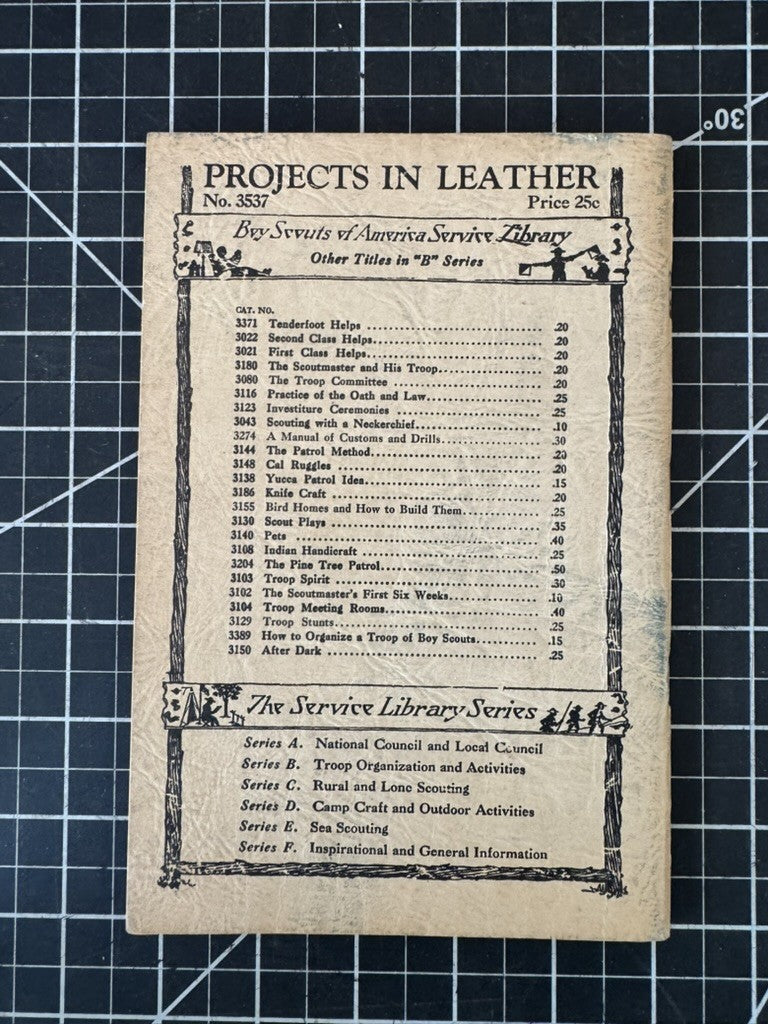 30°
PROJECTS IN LEATHER
No. 3537 Price 25c
Boy Scouts of America Service Library
Other Titles in "B" Series
CAT. NO.
3371 Tenderfoot Helps .20
3022 Second Class Helps .20
3021 First Class Helps .20
3180 The Scoutmaster and His Troop .20
3080 The Troop Committee .20
3116 Practice of the Oath and Law .25
3123 Investiture Ceremonies .25
3043 Scouting with a Neckerchief .10
3274 A Manual of Customs and Drills .30
3144 The Patrol Method .20
3148 Cal Ruggles .20
3138 Yucca Patrol Idea .15
3186 Knife Craft .20
3155 Bird Homes and How to Build Them .25
3130 Scout Plays .35
3140 Pets .40
3108 Indian Handicraft .25
3204 The Pine Tree Patrol .50
3103 Troop Spirit .30
3102 The Scoutmaster's First Six Weeks .10
3104 Troop Meeting Rooms .40
3129 Troop Stunts .25
3389 How to Organize a Troop of Boy Scouts .15
3150 After Dark .25
The Service Library Series
Series A. National Council and Local Council
Series B. Troop Organization and Activities
Series C. Rural and Lone Scouting
Series D. Camp Craft and Outdoor Activities
Series E. Sea Scouting
Series F. Inspirational and General Information